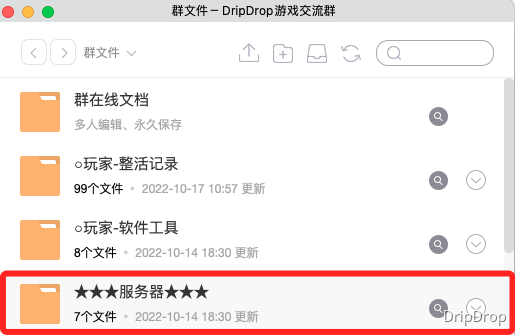 群文件 – DripDrop游戏交流群
群文件
群在线文档
多人编辑、永久保存
○玩家-整活记录
99个文件 • 2022-10-17 10:57 更新
○玩家-软件工具
8个文件 • 2022-10-14 18:30 更新
★★★服务器★★★
7个文件 • 2022-10-14 18:30 更新
DripDrop